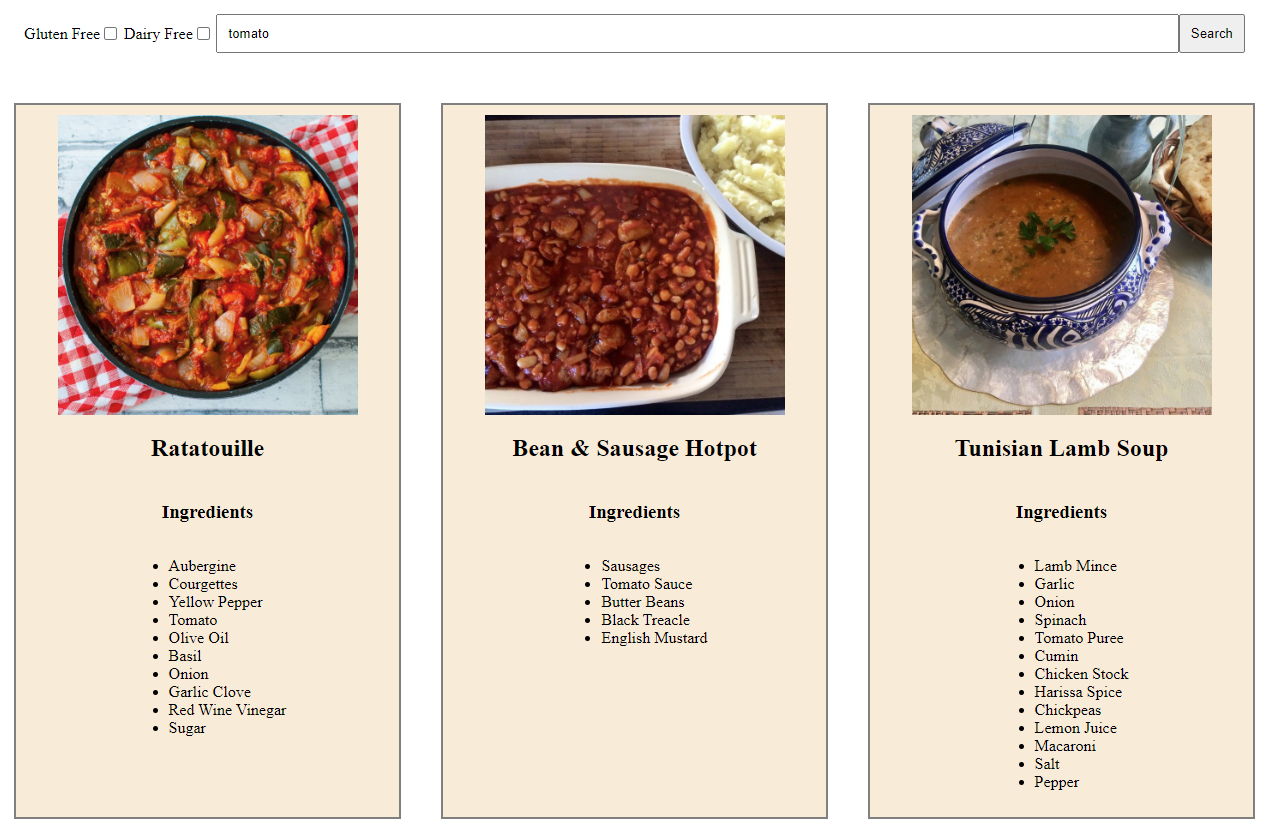 Gluten Free Dairy Free tomato Search
Ratatouille
Ingredients
Aubergine
Courgettes
Yellow Pepper
Tomato
Olive Oil
Basil
Onion
Garlic Clove
Red Wine Vinegar
Sugar
Bean & Sausage Hotpot
Ingredients
Sausages
Tomato Sauce
Butter Beans
Black Treacle
English Mustard
Tunisian Lamb Soup
Ingredients
Lamb Mince
Garlic
Onion
Spinach
Tomato Puree
Cumin
Chicken Stock
Harissa Spice
Chickpeas
Lemon Juice
Macaroni
Salt
Pepper